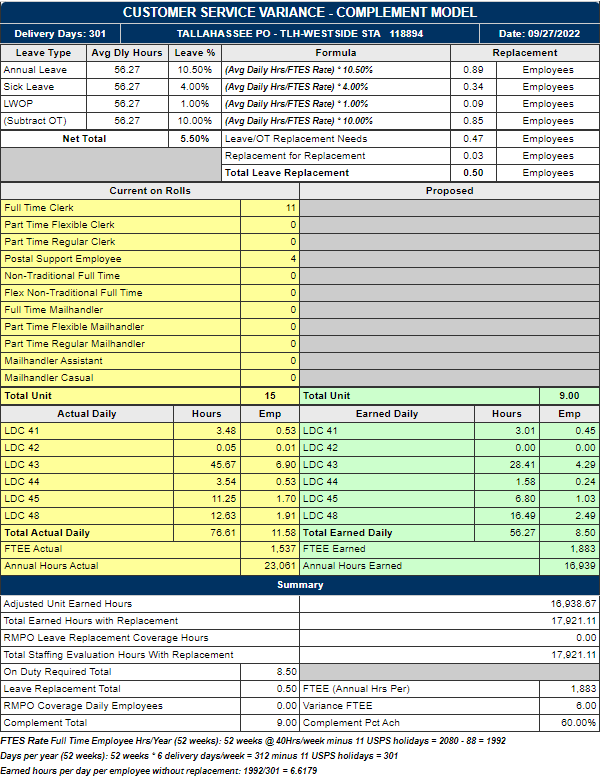 CUSTOMER SERVICE VARIANCE - COMPLEMENT MODEL
Delivery Days: 301 TALLAHASSEE PO - TLH-WESTSIDE STA 118894 Date: 09/27/2022
Leave Type Avg Dly Hours Leave % Formula Replacement
Annual Leave 56.27 10.50% (Avg Daily Hrs/FTES Rate) * 10.50% 0.89 Employees
Sick Leave 56.27 4.00% (Avg Daily Hrs/FTES Rate) * 4.00% 0.34 Employees
LWOP 56.27 1.00% (Avg Daily Hrs/FTES Rate) * 1.00% 0.09 Employees
(Subtract OT) 56.27 10.00% (Avg Daily Hrs/FTES Rate) * 10.00% 0.85 Employees
Net Total 5.50% Leave/OT Replacement Needs 0.47 Employees
Replacement for Replacement 0.03 Employees
Total Leave Replacement 0.50 Employees
Current on Rolls Proposed
Full Time Clerk 11
Part Time Flexible Clerk 0
Part Time Regular Clerk 0
Postal Support Employee 4
Non-Traditional Full Time 0
Flex Non-Traditional Full Time 0
Full Time Mailhandler 0
Part Time Flexible Mailhandler 0
Part Time Regular Mailhandler 0
Mailhandler Assistant 0
Mailhandler Casual 0
Total Unit 15 Total Unit 9.00
Actual Daily Hours Emp Earned Daily Hours Emp
LDC 41 3.48 0.53 LDC 41 3.01 0.45
LDC 42 0.05 0.01 LDC 42 0.00 0.00
LDC 43 45.67 6.90 LDC 43 28.41 4.29
LDC 44 3.54 0.53 LDC 44 1.58 0.24
LDC 45 11.25 1.70 LDC 45 6.80 1.03
LDC 48 12.63 1.91 LDC 48 16.49 2.49
Total Actual Daily 76.61 11.58 Total Earned Daily 56.27 8.50
FTEE Actual 1,537 FTEE Earned 1,883
Annual Hours Actual 23,061 Annual Hours Earned 16,939
Summary
Adjusted Unit Earned Hours 16,938.67
Total Earned Hours with Replacement 17,921.11
RMPO Leave Replacement Coverage Hours 0.00
Total Staffing Evaluation Hours With Replacement 17,921.11
On Duty Required Total 8.50
Leave Replacement Total 0.50 FTEE (Annual Hrs Per) 1,883
RMPO Coverage Daily Employees 0.00 Variance FTEE 6.00
Complement Total 9.00 Complement Pct Ach 60.00%
FTES Rate Full Time Employee Hrs/Year (52 weeks): 52 weeks @ 40Hrs/week minus 11 USPS holidays = 2080 - 88 = 1992
Days per year (52 weeks): 52 weeks * 6 delivery days/week = 312 minus 11 USPS holidays = 301
Earned hours per day per employee without replacement: 1992/301 = 6.6179